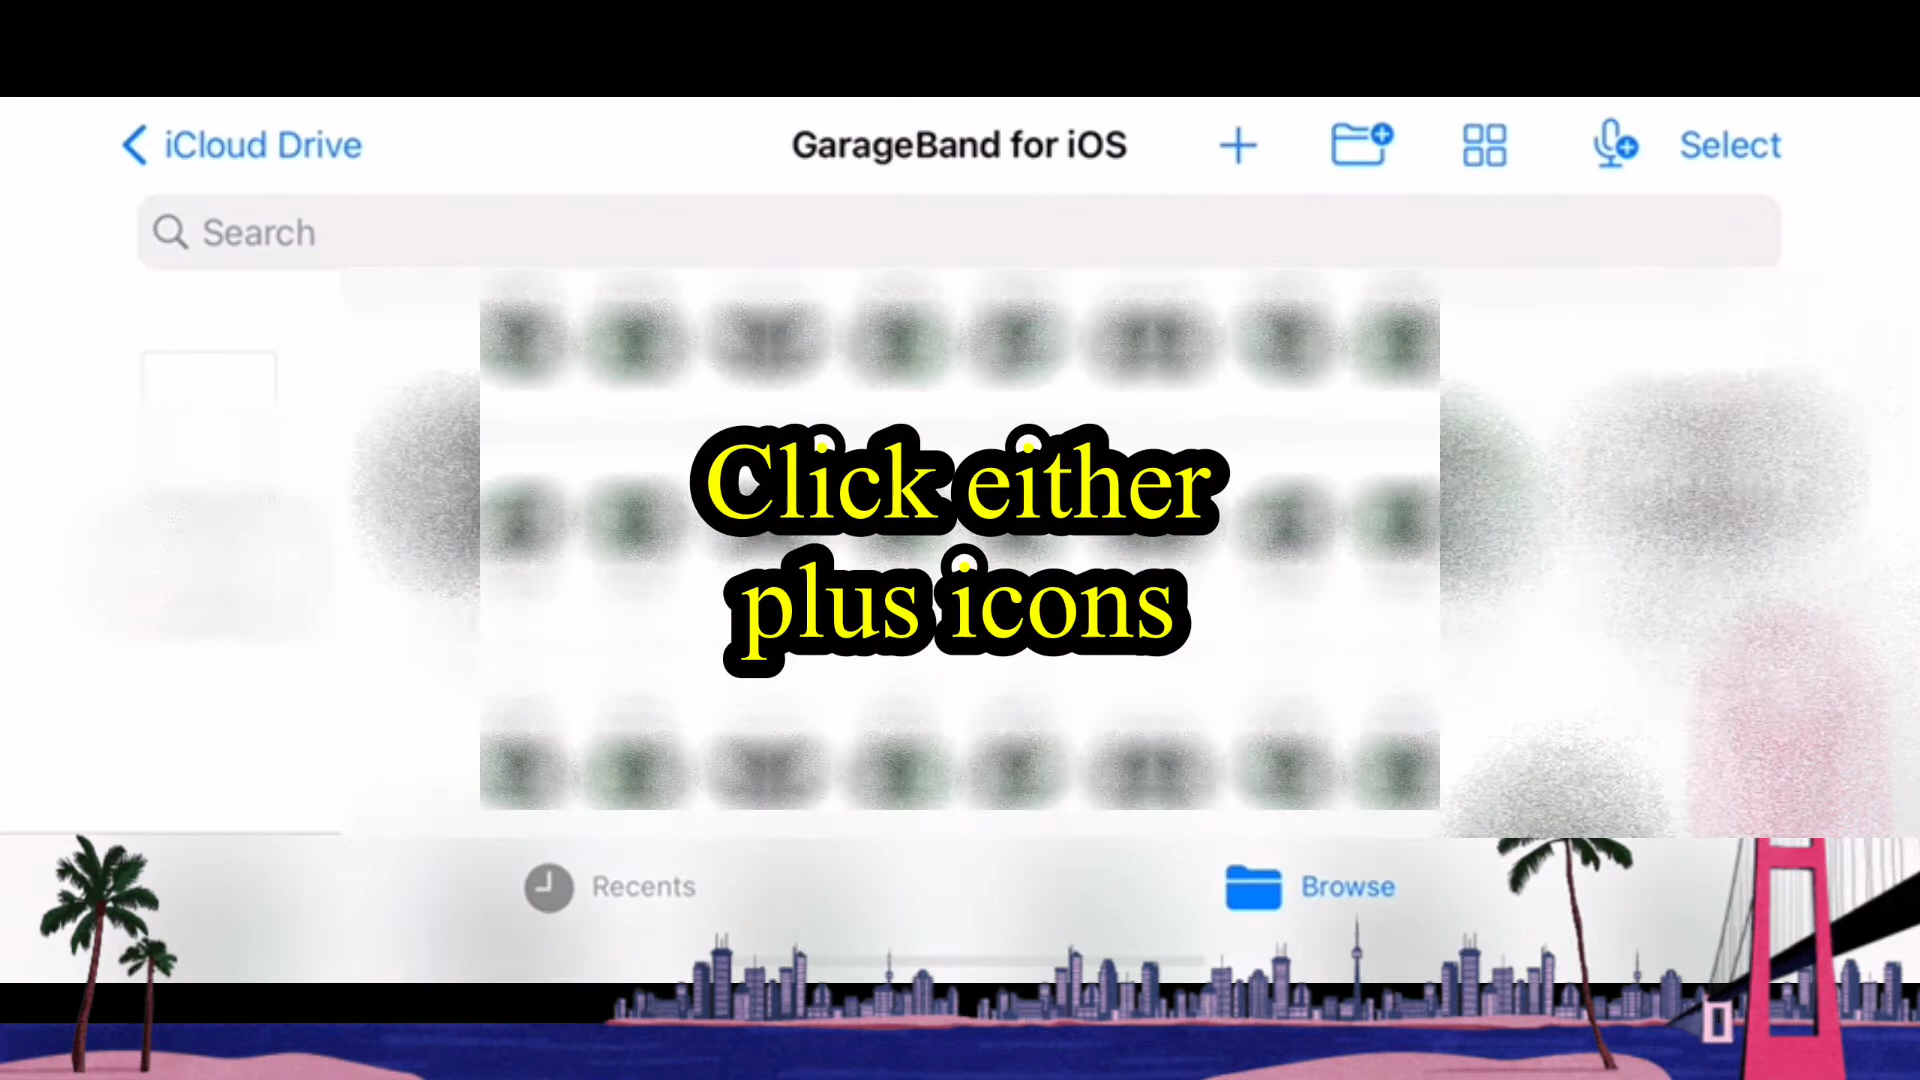 iCloud Drive GarageBand for iOS Select
Search
Click either
plus icons
Recents Browse